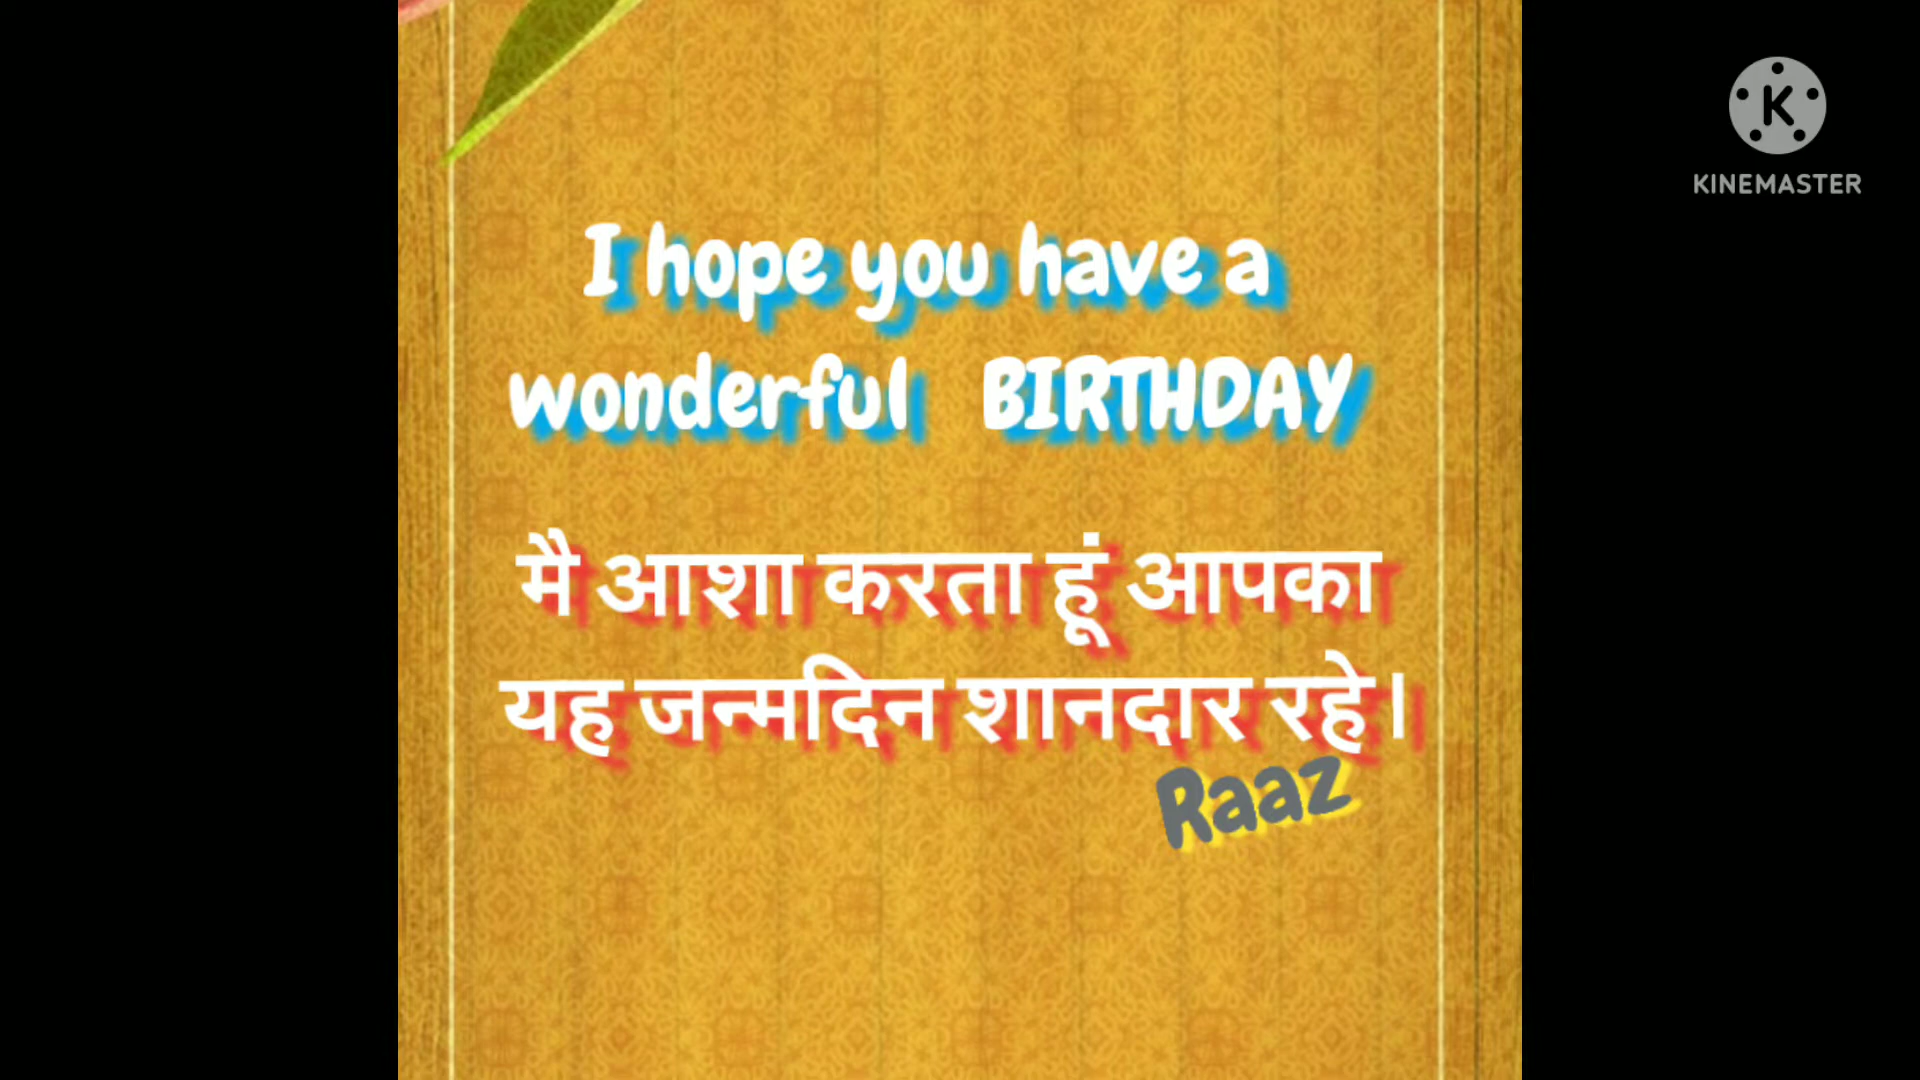 I hope you have a
wonderful BIRTHDAY
मै आशा करता हूं आपका
यह जन्मदिन शानदार रहे।
Raaz
K
KINEMASTER